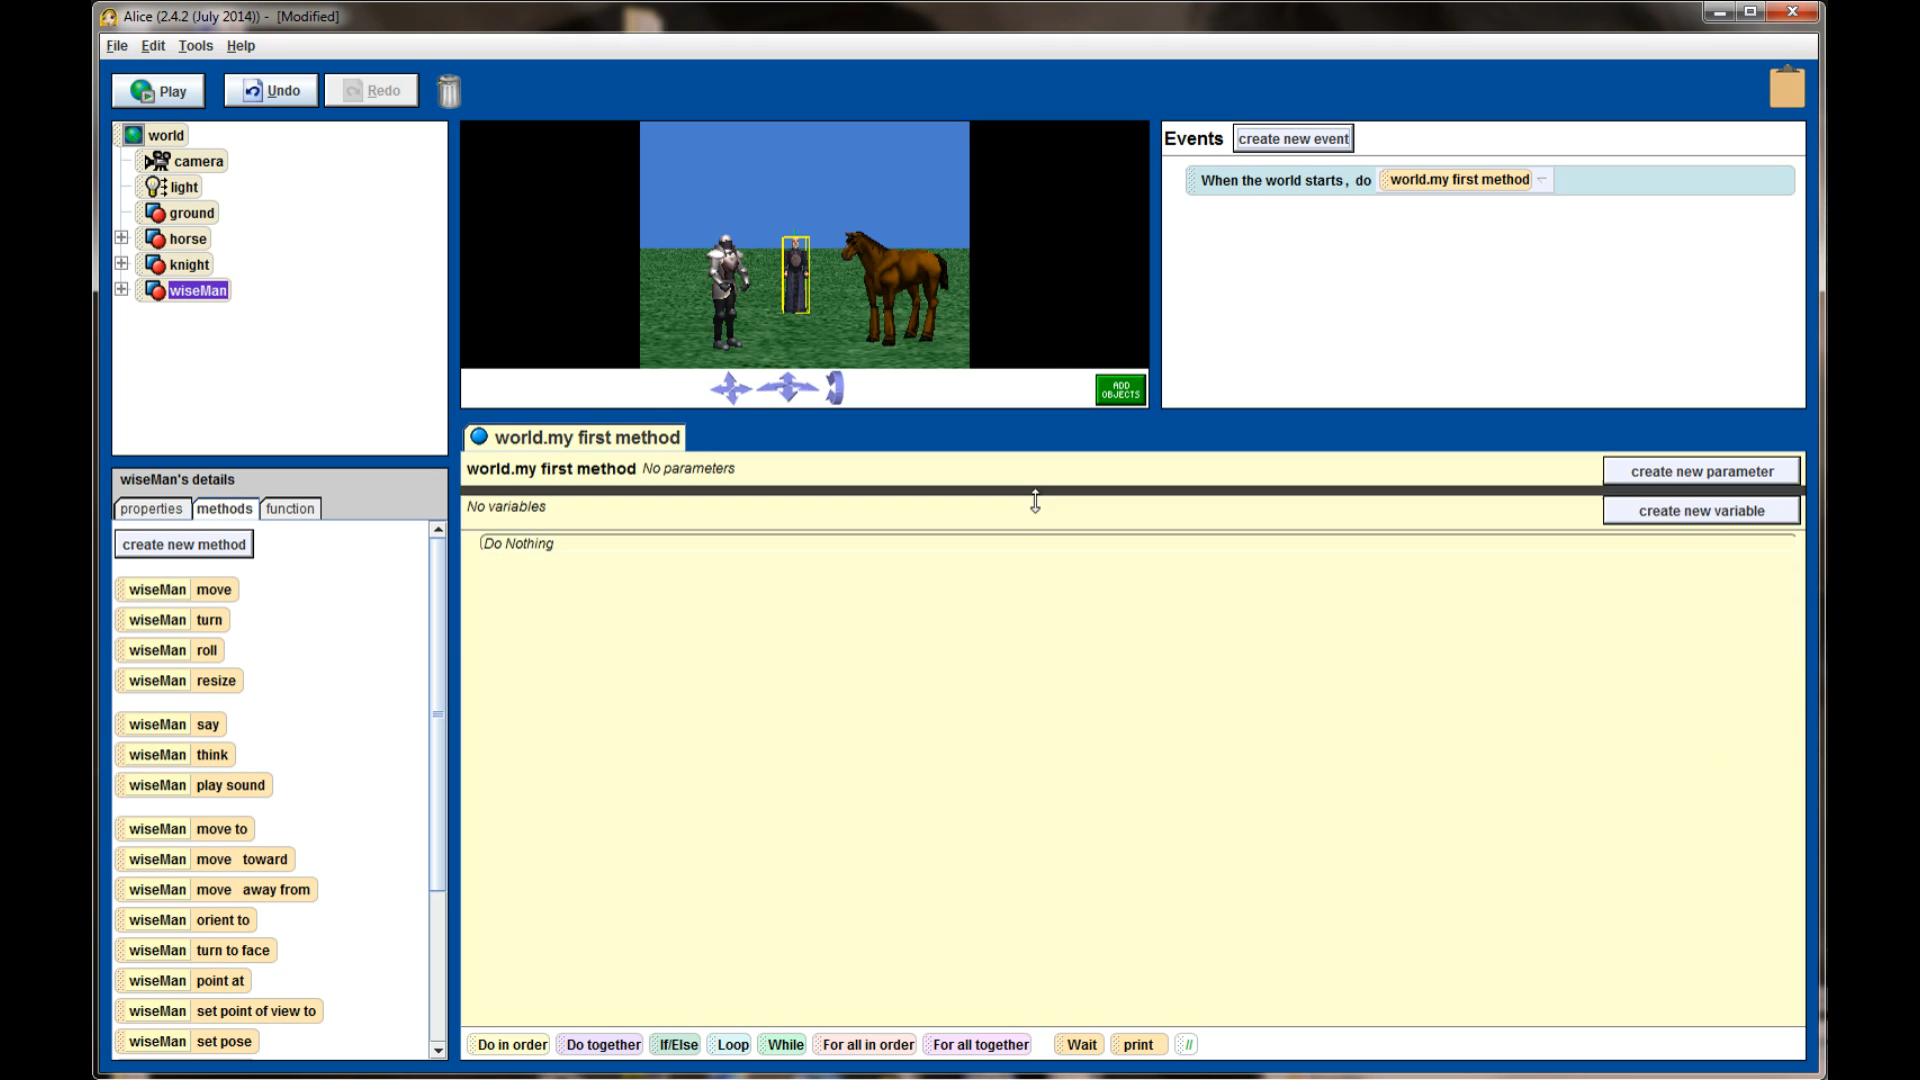 Alice (2.4.2 (July 2014)) - [Modified]
File Edit Tools Help
Play Undo Redo
world
camera
light
ground
horse
knight
wiseMan
ADD
OBJECTS
Events create new event
When the world starts, do world.my first method
wiseMan's details
properties methods function
create new method
wiseMan move
wiseMan turn
wiseMan roll
wiseMan resize
wiseMan say
wiseMan think
wiseMan play sound
wiseMan move to
wiseMan move toward
wiseMan move away from
wiseMan orient to
wiseMan turn to face
wiseMan point at
wiseMan set point of view to
wiseMan set pose
world.my first method
world.my first method No parameters
create new parameter
No variables
create new variable
(Do Nothing
Do in order Do together If/Else Loop While For all in order For all together Wait print //